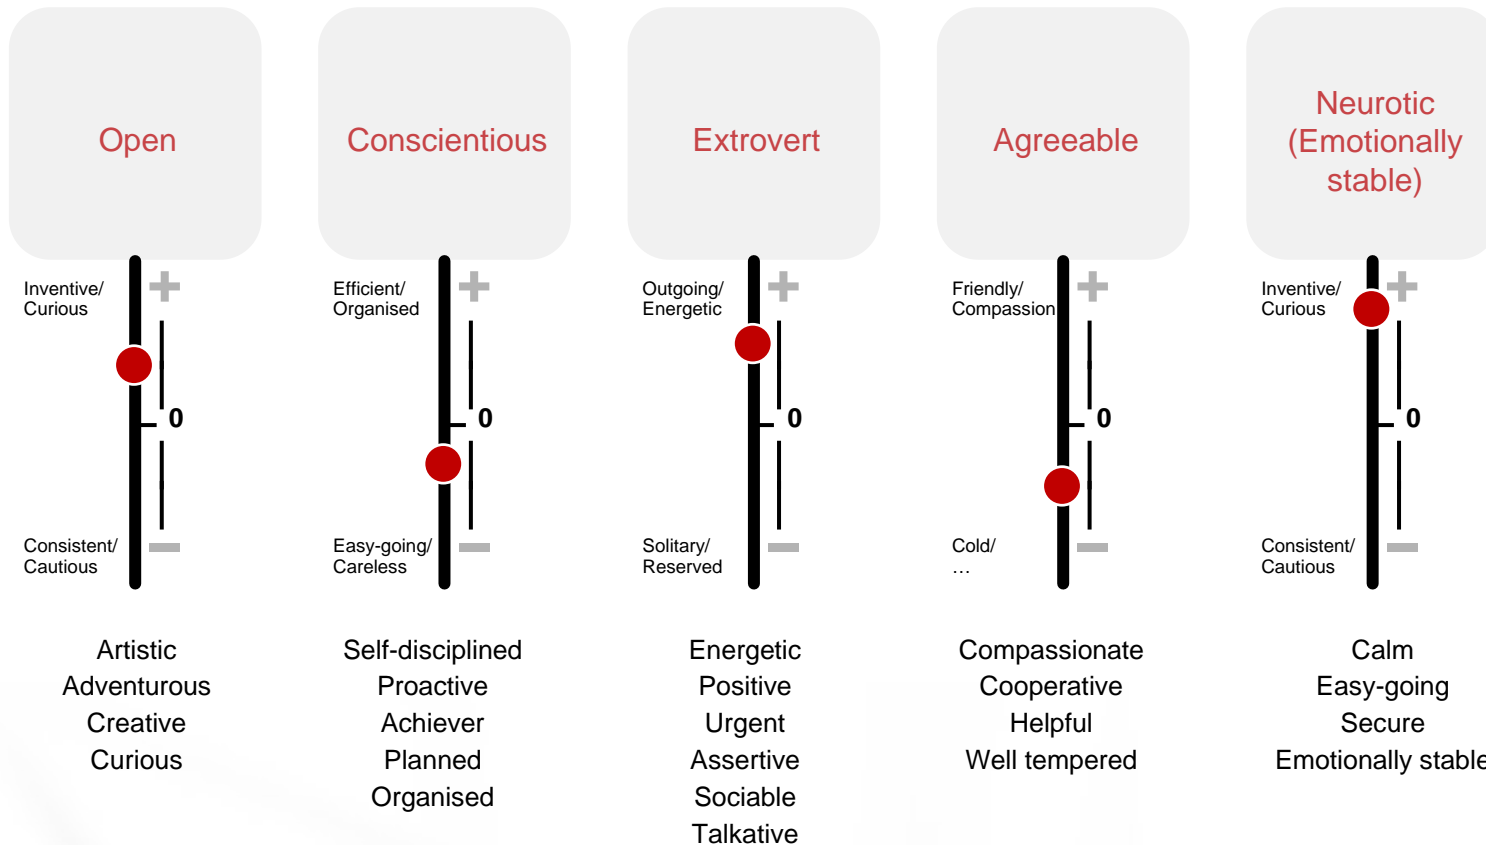 Open
Conscientious
Extrovert
Agreeable
Neurotic
(Emotionally
stable)
Inventive/
Curious
0
Consistent/
Cautious
Efficient/
Organised
0
Easy-going/
Careless
Outgoing/
Energetic
0
Solitary/
Reserved
Friendly/
Compassion
0
Cold/
…
Inventive/
Curious
0
Consistent/
Cautious
Artistic
Adventurous
Creative
Curious
Self-disciplined
Proactive
Achiever
Planned
Organised
Energetic
Positive
Urgent
Assertive
Sociable
Talkative
Compassionate
Cooperative
Helpful
Well tempered
Calm
Easy-going
Secure
Emotionally stable